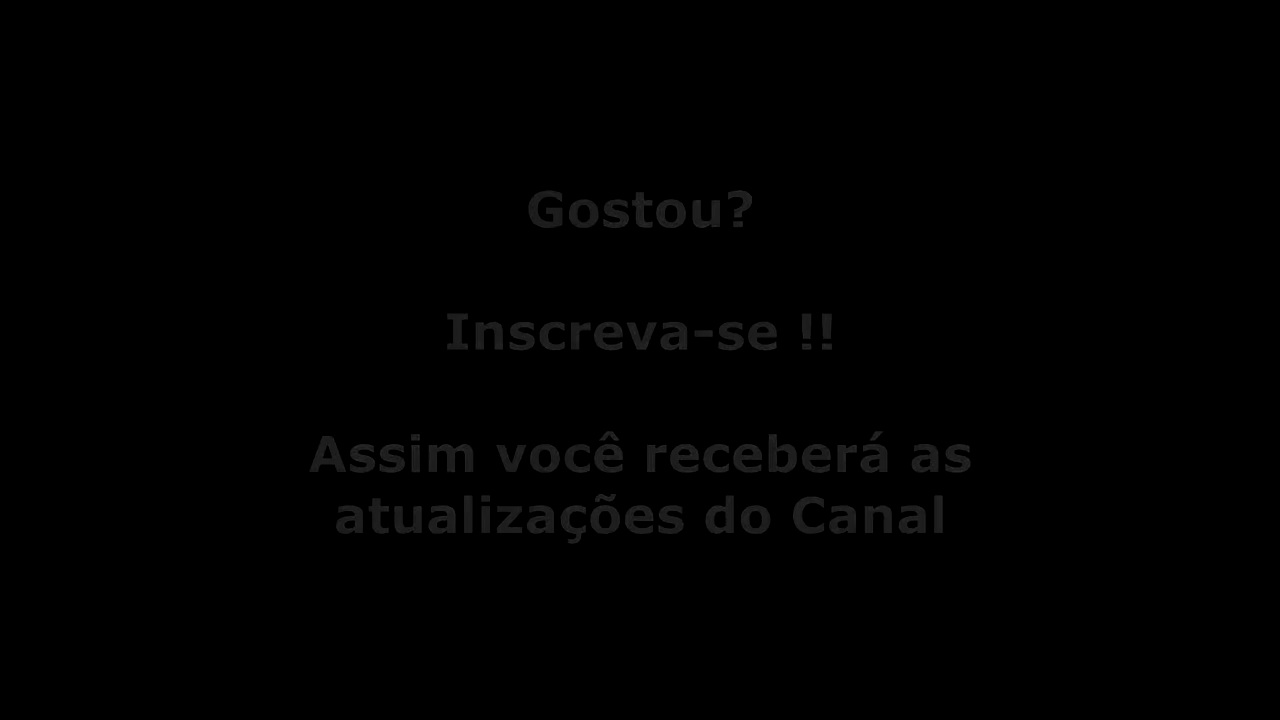 Gostou?
Inscreva-se !!
Assim você receberá as
atualizações do Canal